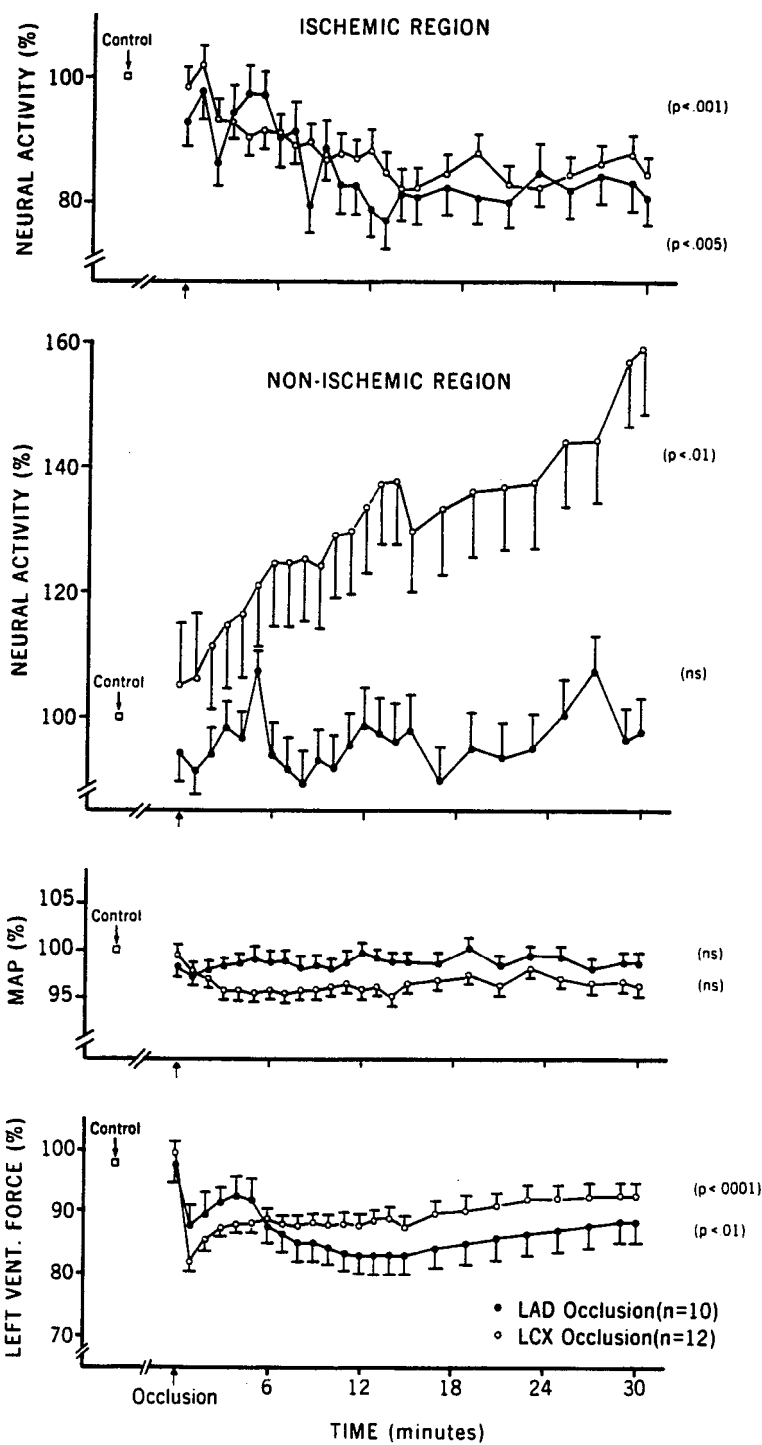 ISCHEMIC REGION
Control
100
80
NEURAL ACTIVITY (%)
(p<.001)
(p<.005)
160
140
120
100
NEURAL ACTIVITY (%)
NON-ISCHEMIC REGION
Control
(p<.01)
(ns)
105
100
95
MAP (%)
Control
(ns)
(ns)
100
90
80
70
LEFT VENT. FORCE (%)
Control
(p<0001)
(p<01)
• LAD Occlusion(n=10)
○ LCX Occlusion(n=12)
Occlusion
6
12
18
24
30
TIME (minutes)